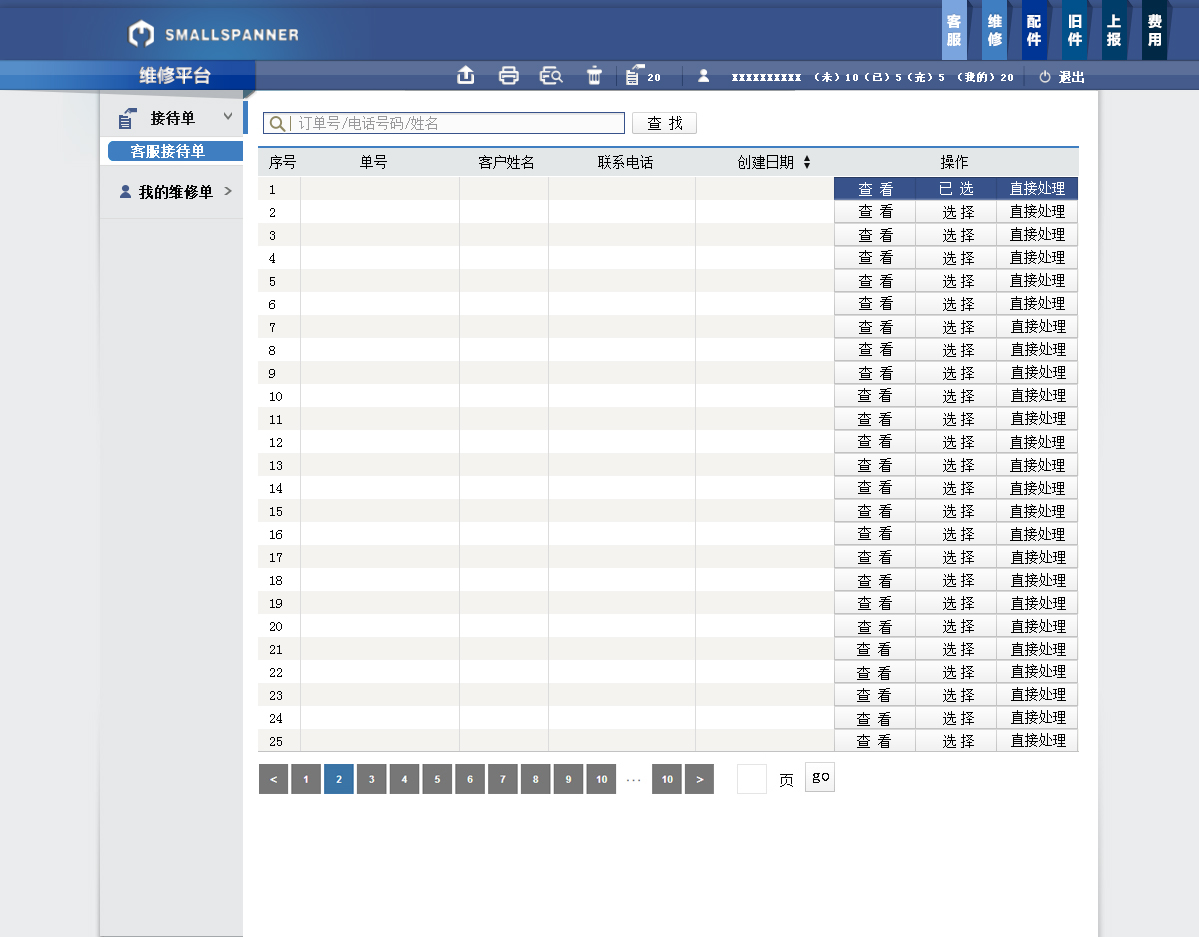 SMALLSPANNER
客服 维修 配件 旧件 上报 费用
维修平台
20 xxxxxxxxxx (未) 10 (已) 5 (充) 5 (我的) 20 退出
接待单
客服接待单
我的维修单 >
订单号/电话号码/姓名 查 找
序号 单号 客户姓名 联系电话 创建日期 操作
1 查 看 已 选 直接处理
2 查 看 选 择 直接处理
3 查 看 选 择 直接处理
4 查 看 选 择 直接处理
5 查 看 选 择 直接处理
6 查 看 选 择 直接处理
7 查 看 选 择 直接处理
8 查 看 选 择 直接处理
9 查 看 选 择 直接处理
10 查 看 选 择 直接处理
11 查 看 选 择 直接处理
12 查 看 选 择 直接处理
13 查 看 选 择 直接处理
14 查 看 选 择 直接处理
15 查 看 选 择 直接处理
16 查 看 选 择 直接处理
17 查 看 选 择 直接处理
18 查 看 选 择 直接处理
19 查 看 选 择 直接处理
20 查 看 选 择 直接处理
21 查 看 选 择 直接处理
22 查 看 选 择 直接处理
23 查 看 选 择 直接处理
24 查 看 选 择 直接处理
25 查 看 选 择 直接处理
< 1 2 3 4 5 6 7 8 9 10 ··· 10 > 页 go